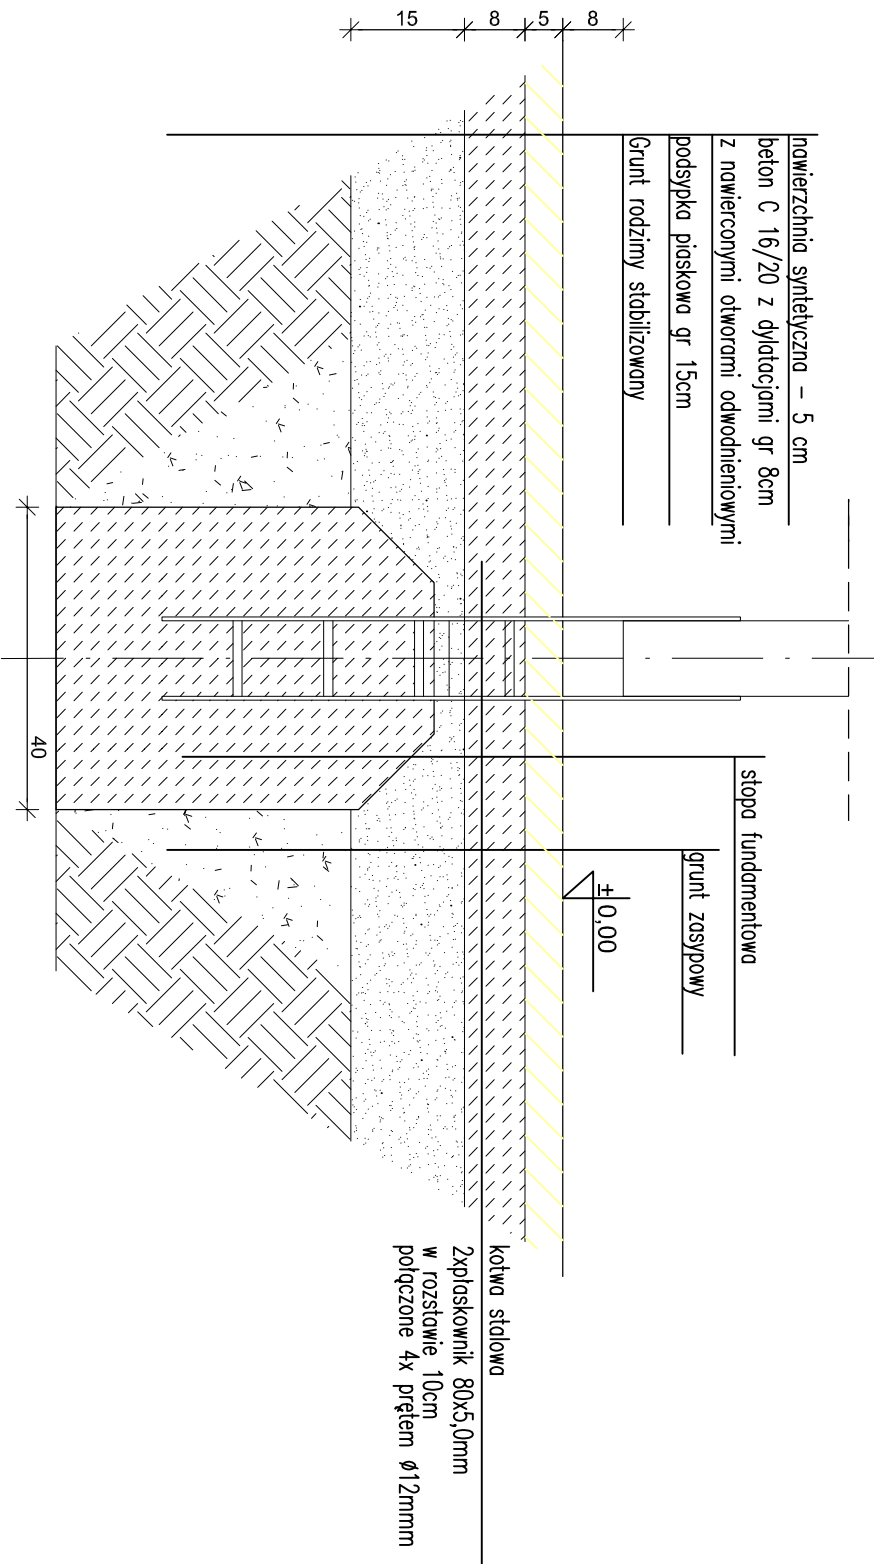 nawierzchnia syntetyczna - 5 cm
beton C 16/20 z dylatacjami gr 8cm
z nawierconymi otworami odwodnieniowymi
podsypka piaskowa gr 15cm
Grunt rodzimy stabilizowany
stopa fundamentowa
grunt zasypowy
±0,00
kotwa stalowa
2xpłaskownik 80x5,0mm
w rozstawie 10cm
połączone 4x prętem ø12mmm
8
5
8
15
40